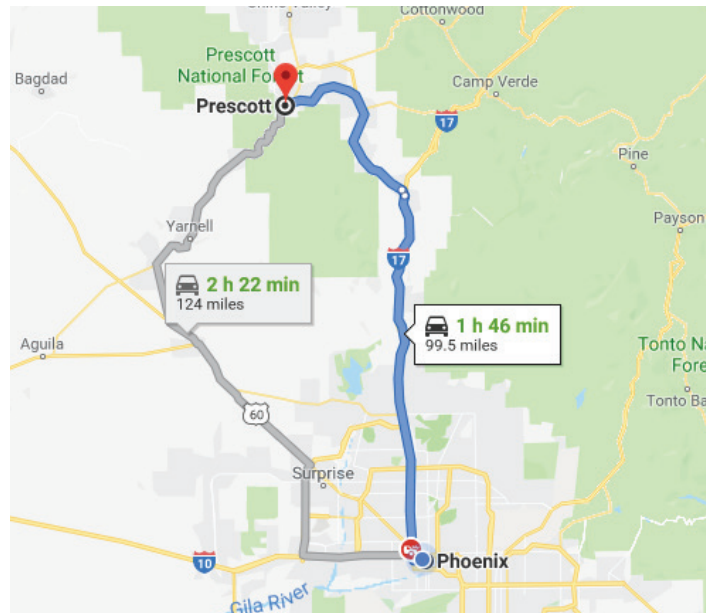 Cottonwood
Prescott
National Forest
Bagdad
Camp Verde
Prescott
17
Pine
Yarnell
Payson
17
2 h 22 min
124 miles
1 h 46 min
99.5 miles
Aguila
Tonto Na
Fore
Tonto Ba
60
Surprise
10
Phoenix
Gila River